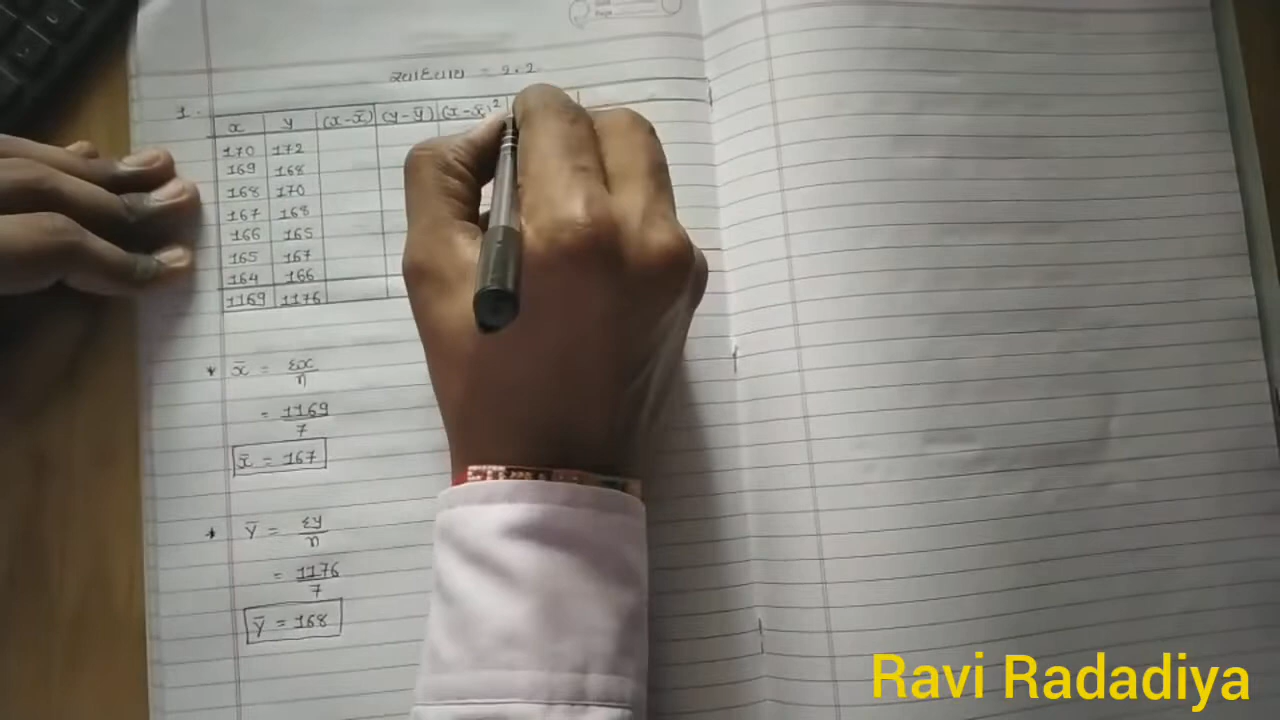 સ્વાધ્યાય = 2.2
1.
x y (x-x̄) (y-ȳ) (x-x̄)²
170 172
169 168
168 170
167 168
166 165
165 167
164 166
1169 1176
* x̄ = Σx/n
= 1169/7
x̄ = 167
* ȳ = Σy/n
= 1176/7
ȳ = 168
Ravi Radadiya